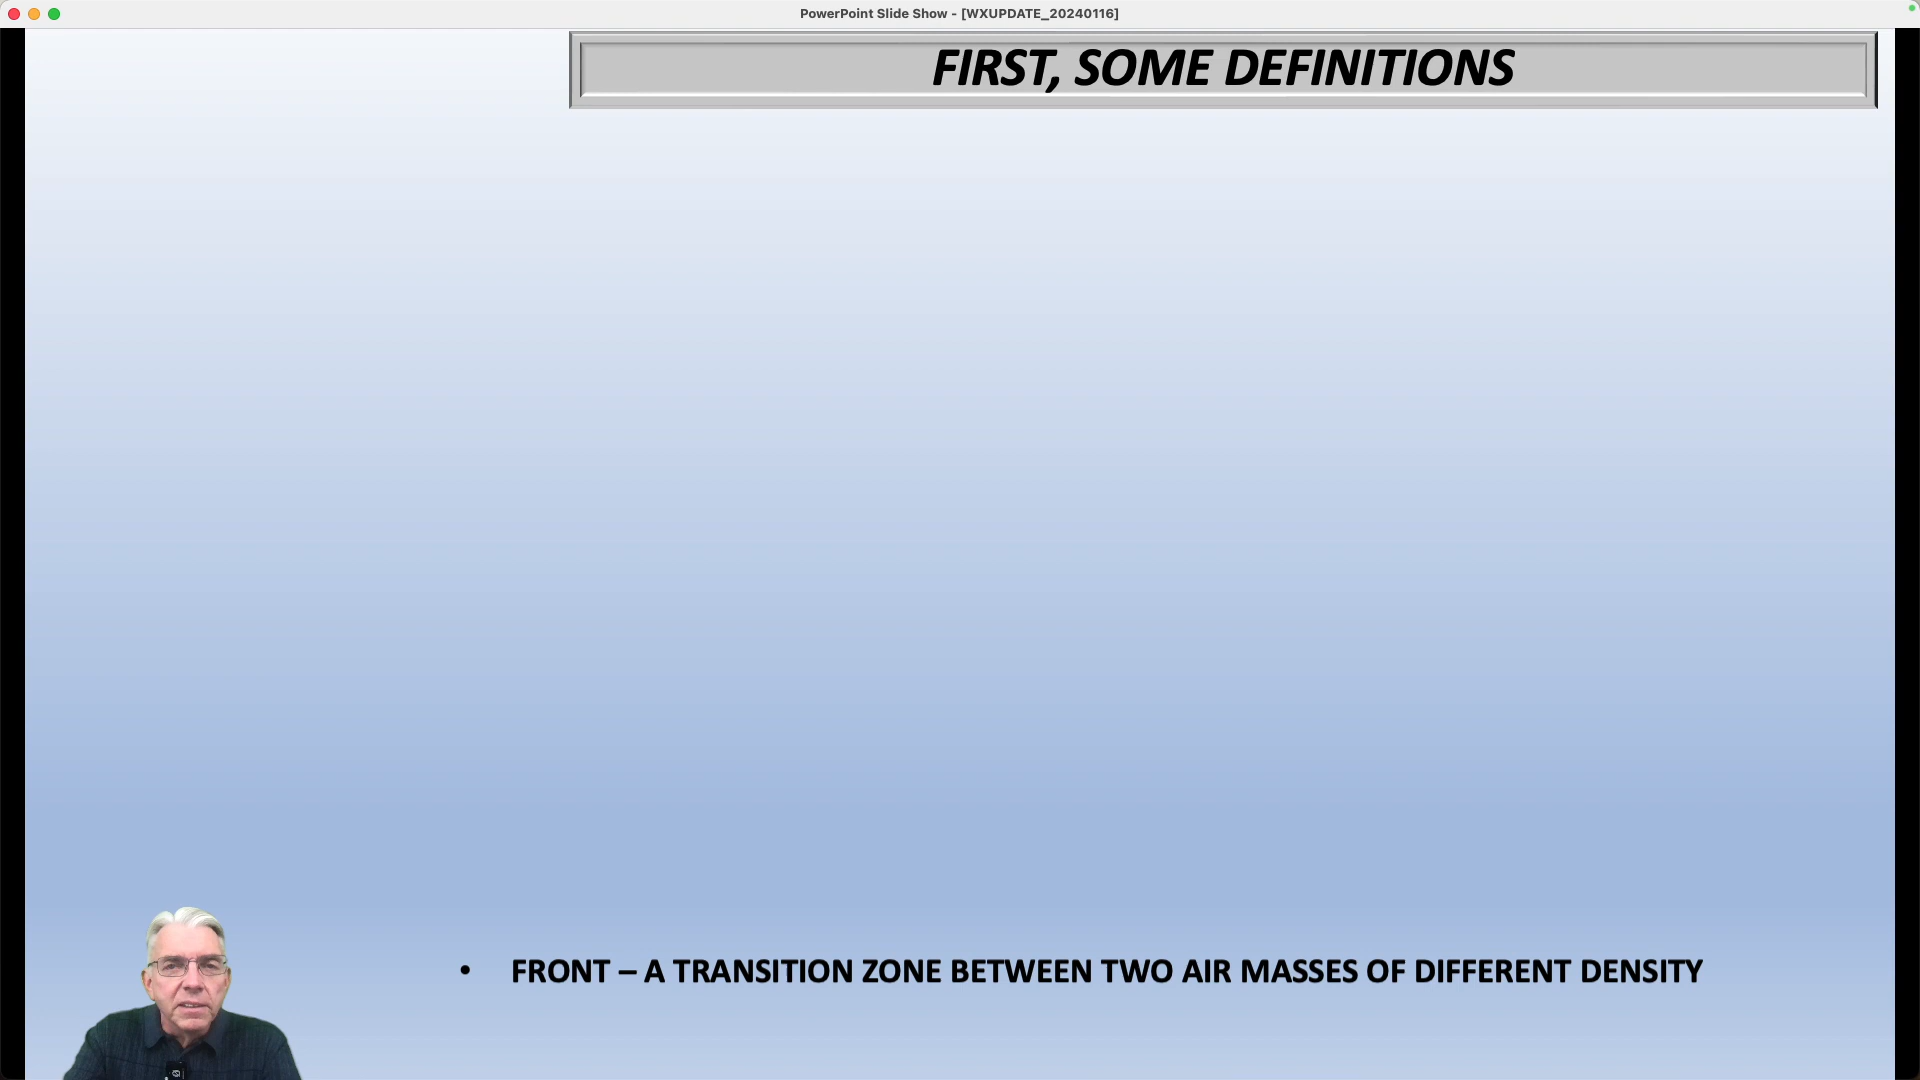 PowerPoint Slide Show - [WXUPDATE_20240116]
FIRST, SOME DEFINITIONS
• FRONT – A TRANSITION ZONE BETWEEN TWO AIR MASSES OF DIFFERENT DENSITY